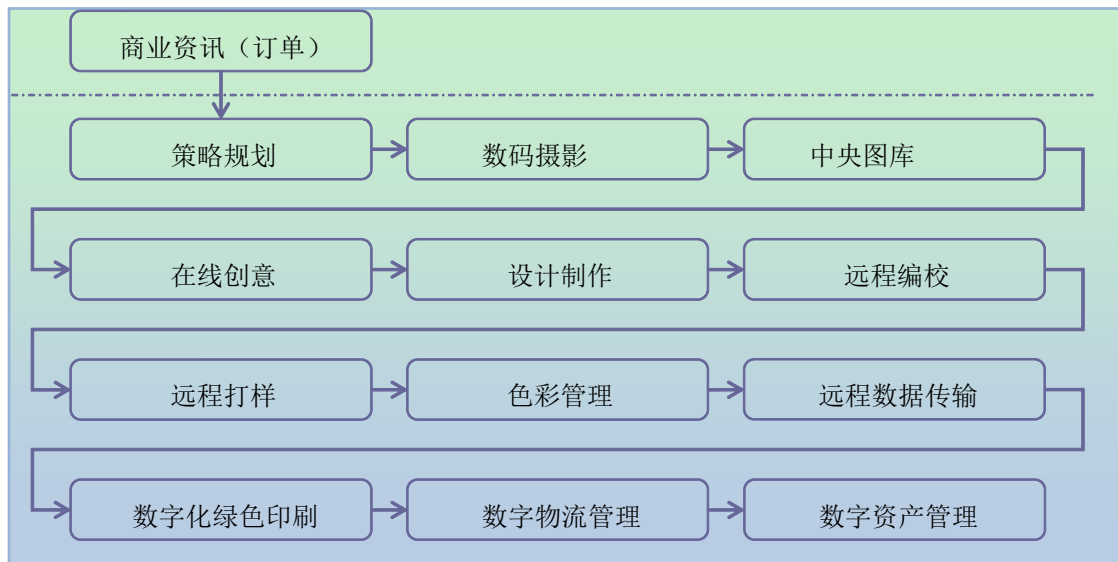 商业资讯（订单）
策略规划
数码摄影
中央图库
在线创意
设计制作
远程编校
远程打样
色彩管理
远程数据传输
数字化绿色印刷
数字物流管理
数字资产管理